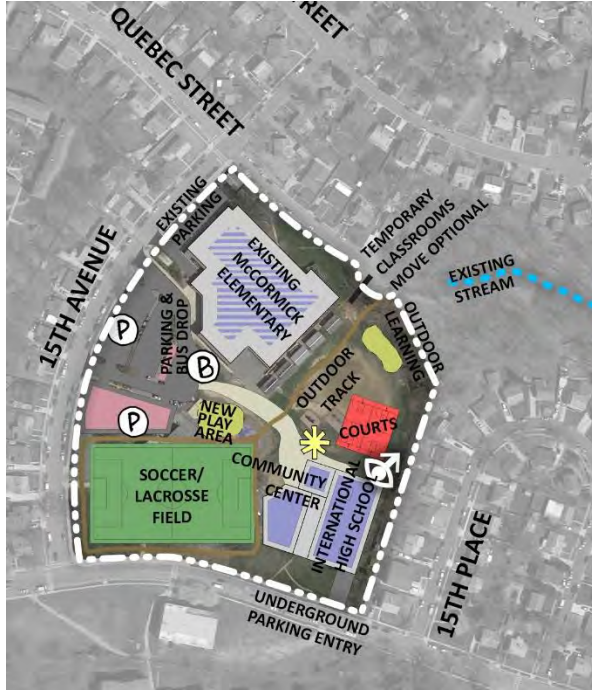 STREET
QUEBEC STREET
EXISTING
PARKING
EXISTING
McCORMICK
ELEMENTARY
TEMPORARY
CLASSROOMS
MOVE OPTIONAL
EXISTING
STREAM
15TH AVENUE
P
PARKING &
BUS DROP
B
OUTDOOR
LEARNING
OUTDOOR
TRACK
P
NEW
PLAY
AREA
COURTS
SOCCER/
LACROSSE
FIELD
COMMUNITY
CENTER
INTERNATIONAL
HIGH SCHOOL
15TH PLACE
UNDERGROUND
PARKING ENTRY